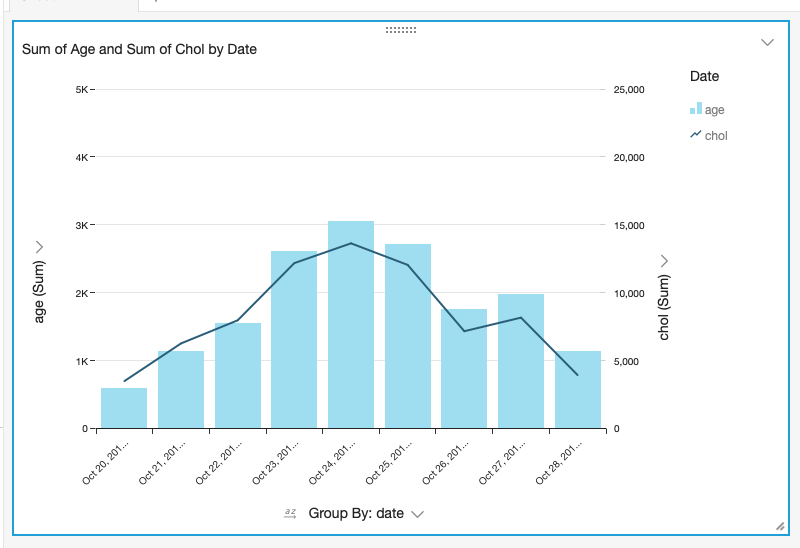 Sum of Age and Sum of Chol by Date
Date
age
chol
5K
4K
3K
2K
1K
0
age (Sum)
25,000
20,000
15,000
10,000
5,000
0
chol (Sum)
Oct 20, 201...
Oct 21, 201...
Oct 22, 201...
Oct 23, 201...
Oct 24, 201...
Oct 25, 201...
Oct 26, 201...
Oct 27, 201...
Oct 28, 201...
az Group By: date